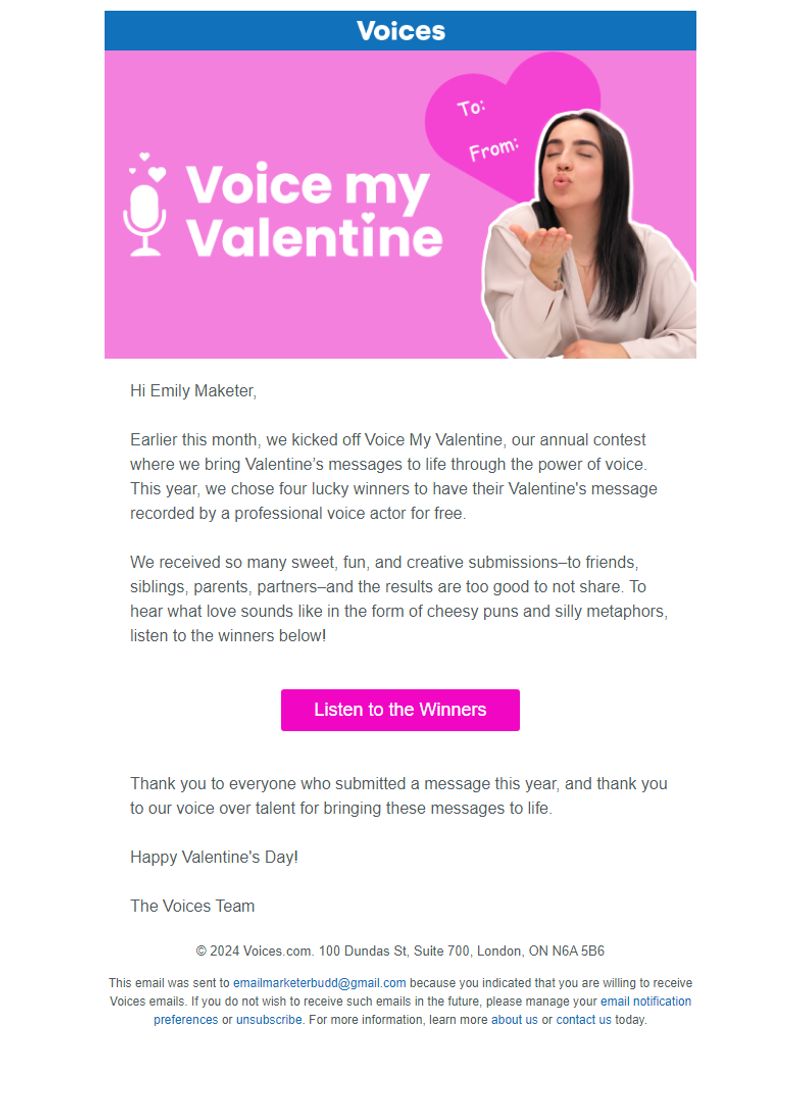 Voices
To:
From:
Voice my
Valentine
Hi Emily Maketer,
Earlier this month, we kicked off Voice My Valentine, our annual contest
where we bring Valentine’s messages to life through the power of voice.
This year, we chose four lucky winners to have their Valentine's message
recorded by a professional voice actor for free.
We received so many sweet, fun, and creative submissions–to friends,
siblings, parents, partners–and the results are too good to not share. To
hear what love sounds like in the form of cheesy puns and silly metaphors,
listen to the winners below!
Listen to the Winners
Thank you to everyone who submitted a message this year, and thank you
to our voice over talent for bringing these messages to life.
Happy Valentine's Day!
The Voices Team
© 2024 Voices.com. 100 Dundas St, Suite 700, London, ON N6A 5B6
This email was sent to emailmarketerbudd@gmail.com because you indicated that you are willing to receive
Voices emails. If you do not wish to receive such emails in the future, please manage your email notification
preferences or unsubscribe. For more information, learn more about us or contact us today.